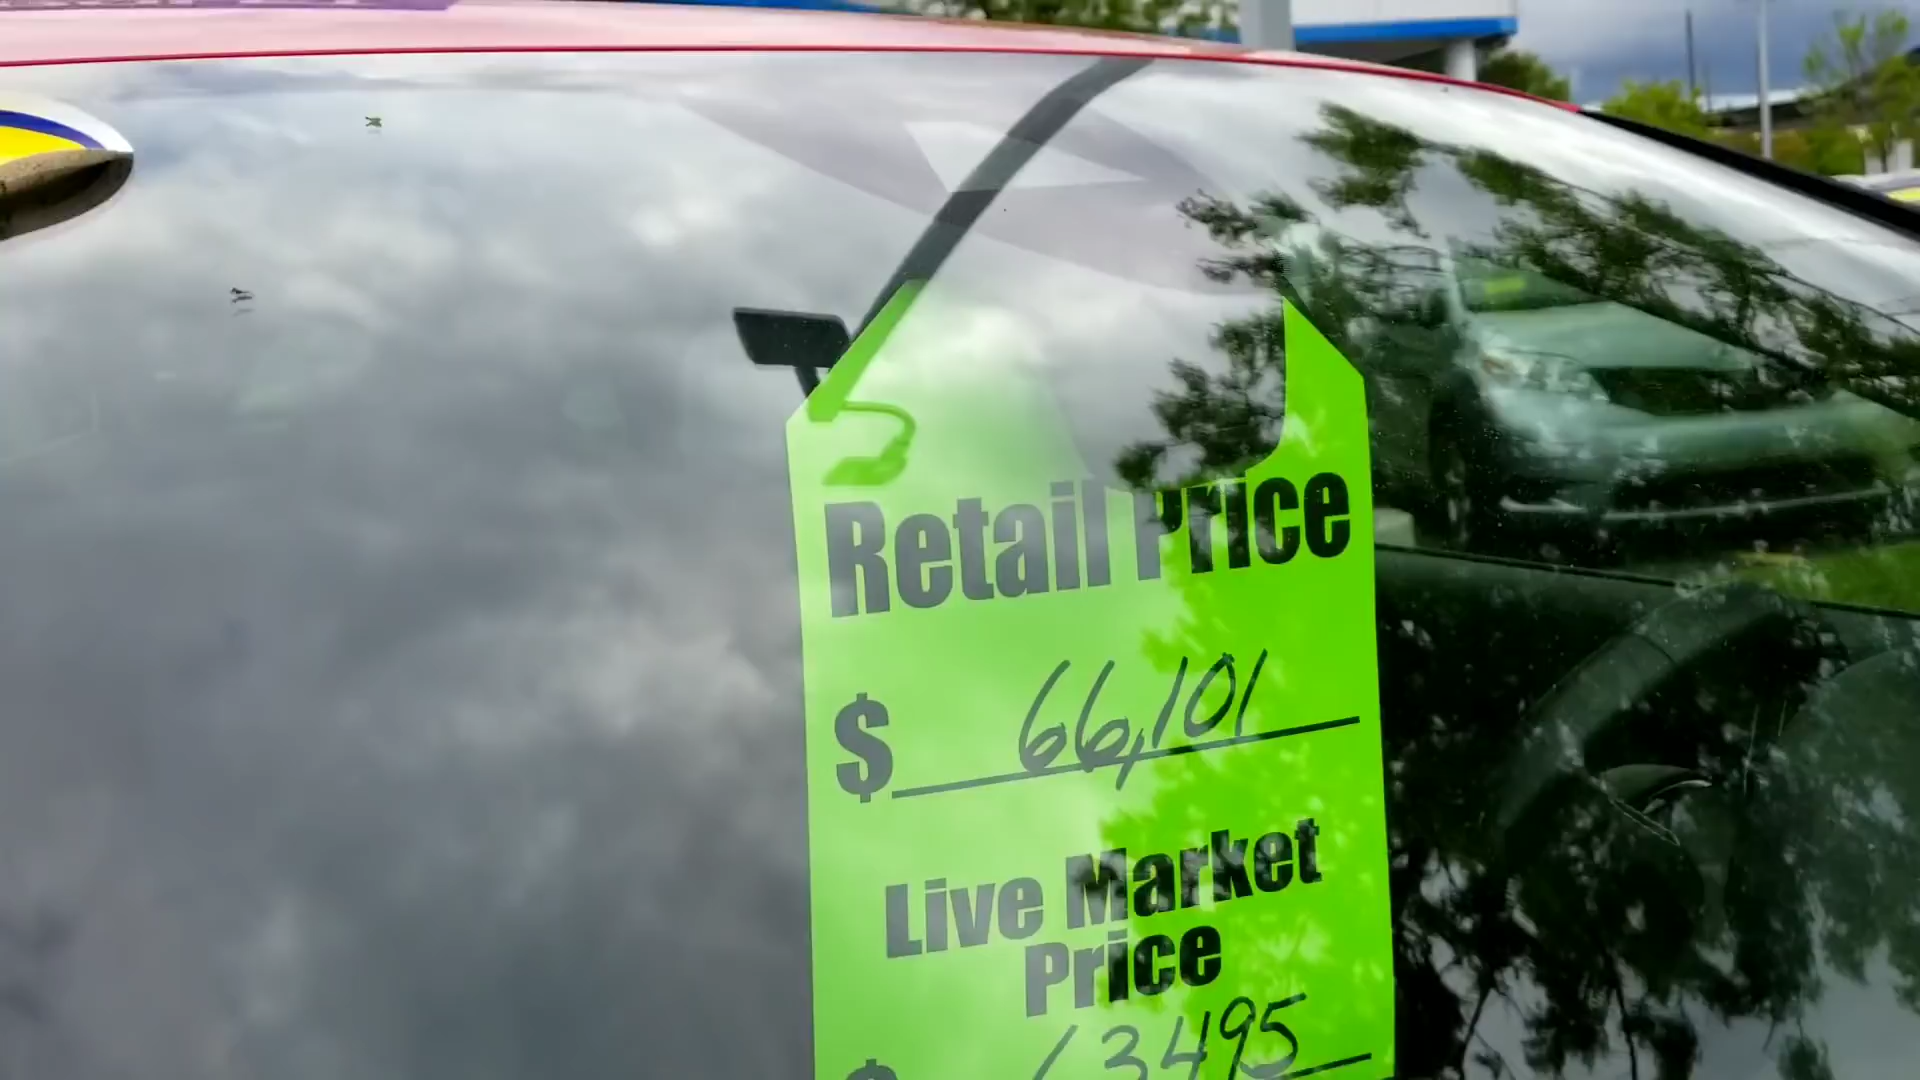 Retail Price
$ 66,101
Live Market
Price
$ 63495